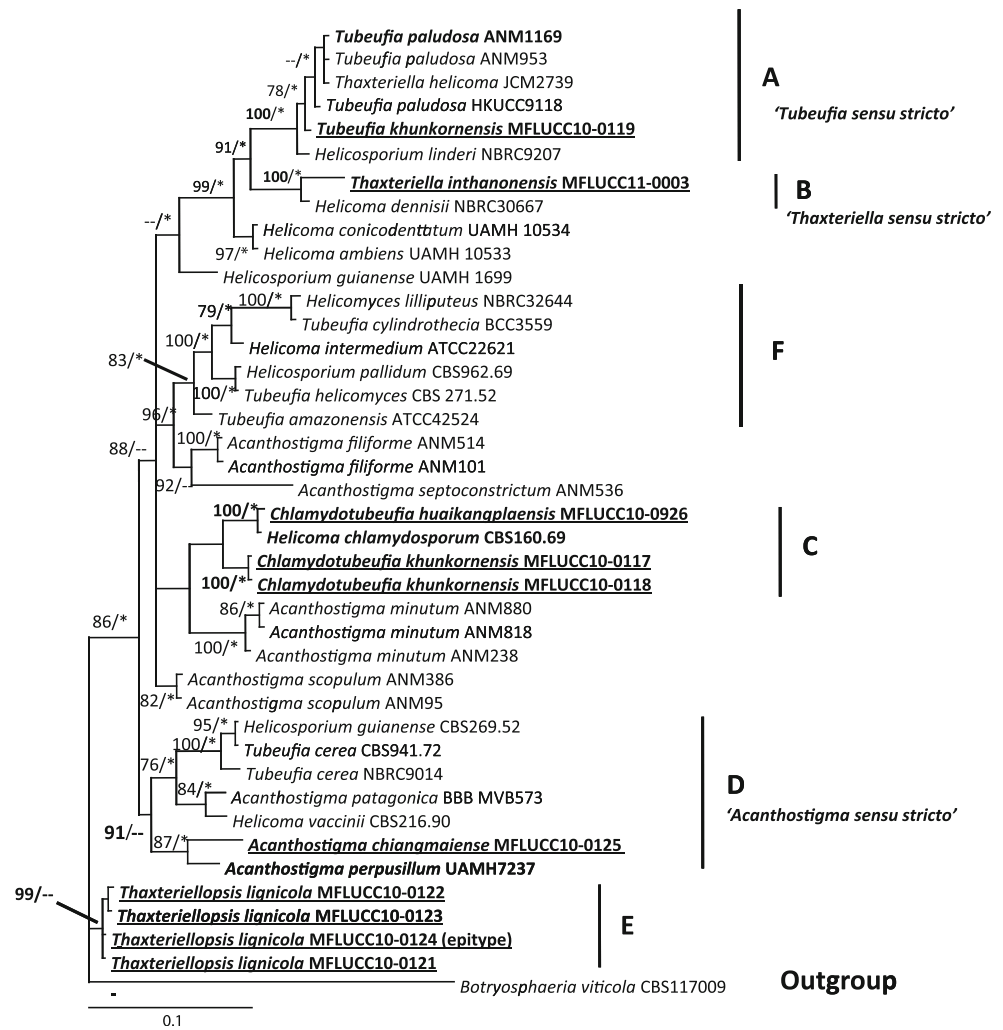 Tubeufia paludosa ANM1169
--/*
Tubeufia paludosa ANM953
A
78/*
Thaxteriella helicoma JCM2739
Tubeufia paludosa HKUCC9118
'Tubeufia sensu stricto'
100/*
Tubeufia khunkornensis MFLUCC10-0119
91/*
Helicosporium linderi NBRC9207
100/*
Thaxteriella inthanonensis MFLUCC11-0003
B
99/*
Helicoma dennisii NBRC30667
'Thaxteriella sensu stricto'
--/*
Helicoma conicodentatum UAMH 10534
97/*
Helicoma ambiens UAMH 10533
Helicosporium guianense UAMH 1699
100/*
Helicomyces lilliputeus NBRC32644
79/*
Tubeufia cylindrothecia BCC3559
100/*
Helicoma intermedium ATCC22621
F
83/*
Helicosporium pallidum CBS962.69
100/*
Tubeufia helicomyces CBS 271.52
96/*
Tubeufia amazonensis ATCC42524
100/*
Acanthostigma filiforme ANM514
88/--
Acanthostigma filiforme ANM101
92/--
Acanthostigma septoconstrictum ANM536
100/*
Chlamydotubeufia huaikangplaensis MFLUCC10-0926
Helicoma chlamydosporum CBS160.69
C
Chlamydotubeufia khunkornensis MFLUCC10-0117
100/*
Chlamydotubeufia khunkornensis MFLUCC10-0118
86/*
Acanthostigma minutum ANM880
86/*
Acanthostigma minutum ANM818
100/*
Acanthostigma minutum ANM238
Acanthostigma scopulum ANM386
82/*
Acanthostigma scopulum ANM95
95/*
Helicosporium guianense CBS269.52
100/*
Tubeufia cerea CBS941.72
76/*
Tubeufia cerea NBRC9014
84/*
Acanthostigma patagonica BBB MVB573
D
Helicoma vaccinii CBS216.90
'Acanthostigma sensu stricto'
91/--
87/*
Acanthostigma chiangmaiense MFLUCC10-0125
Acanthostigma perpusillum UAMH7237
99/--
Thaxteriellopsis lignicola MFLUCC10-0122
Thaxteriellopsis lignicola MFLUCC10-0123
E
Thaxteriellopsis lignicola MFLUCC10-0124 (epitype)
Thaxteriellopsis lignicola MFLUCC10-0121
Botryosphaeria viticola CBS117009
Outgroup
0.1